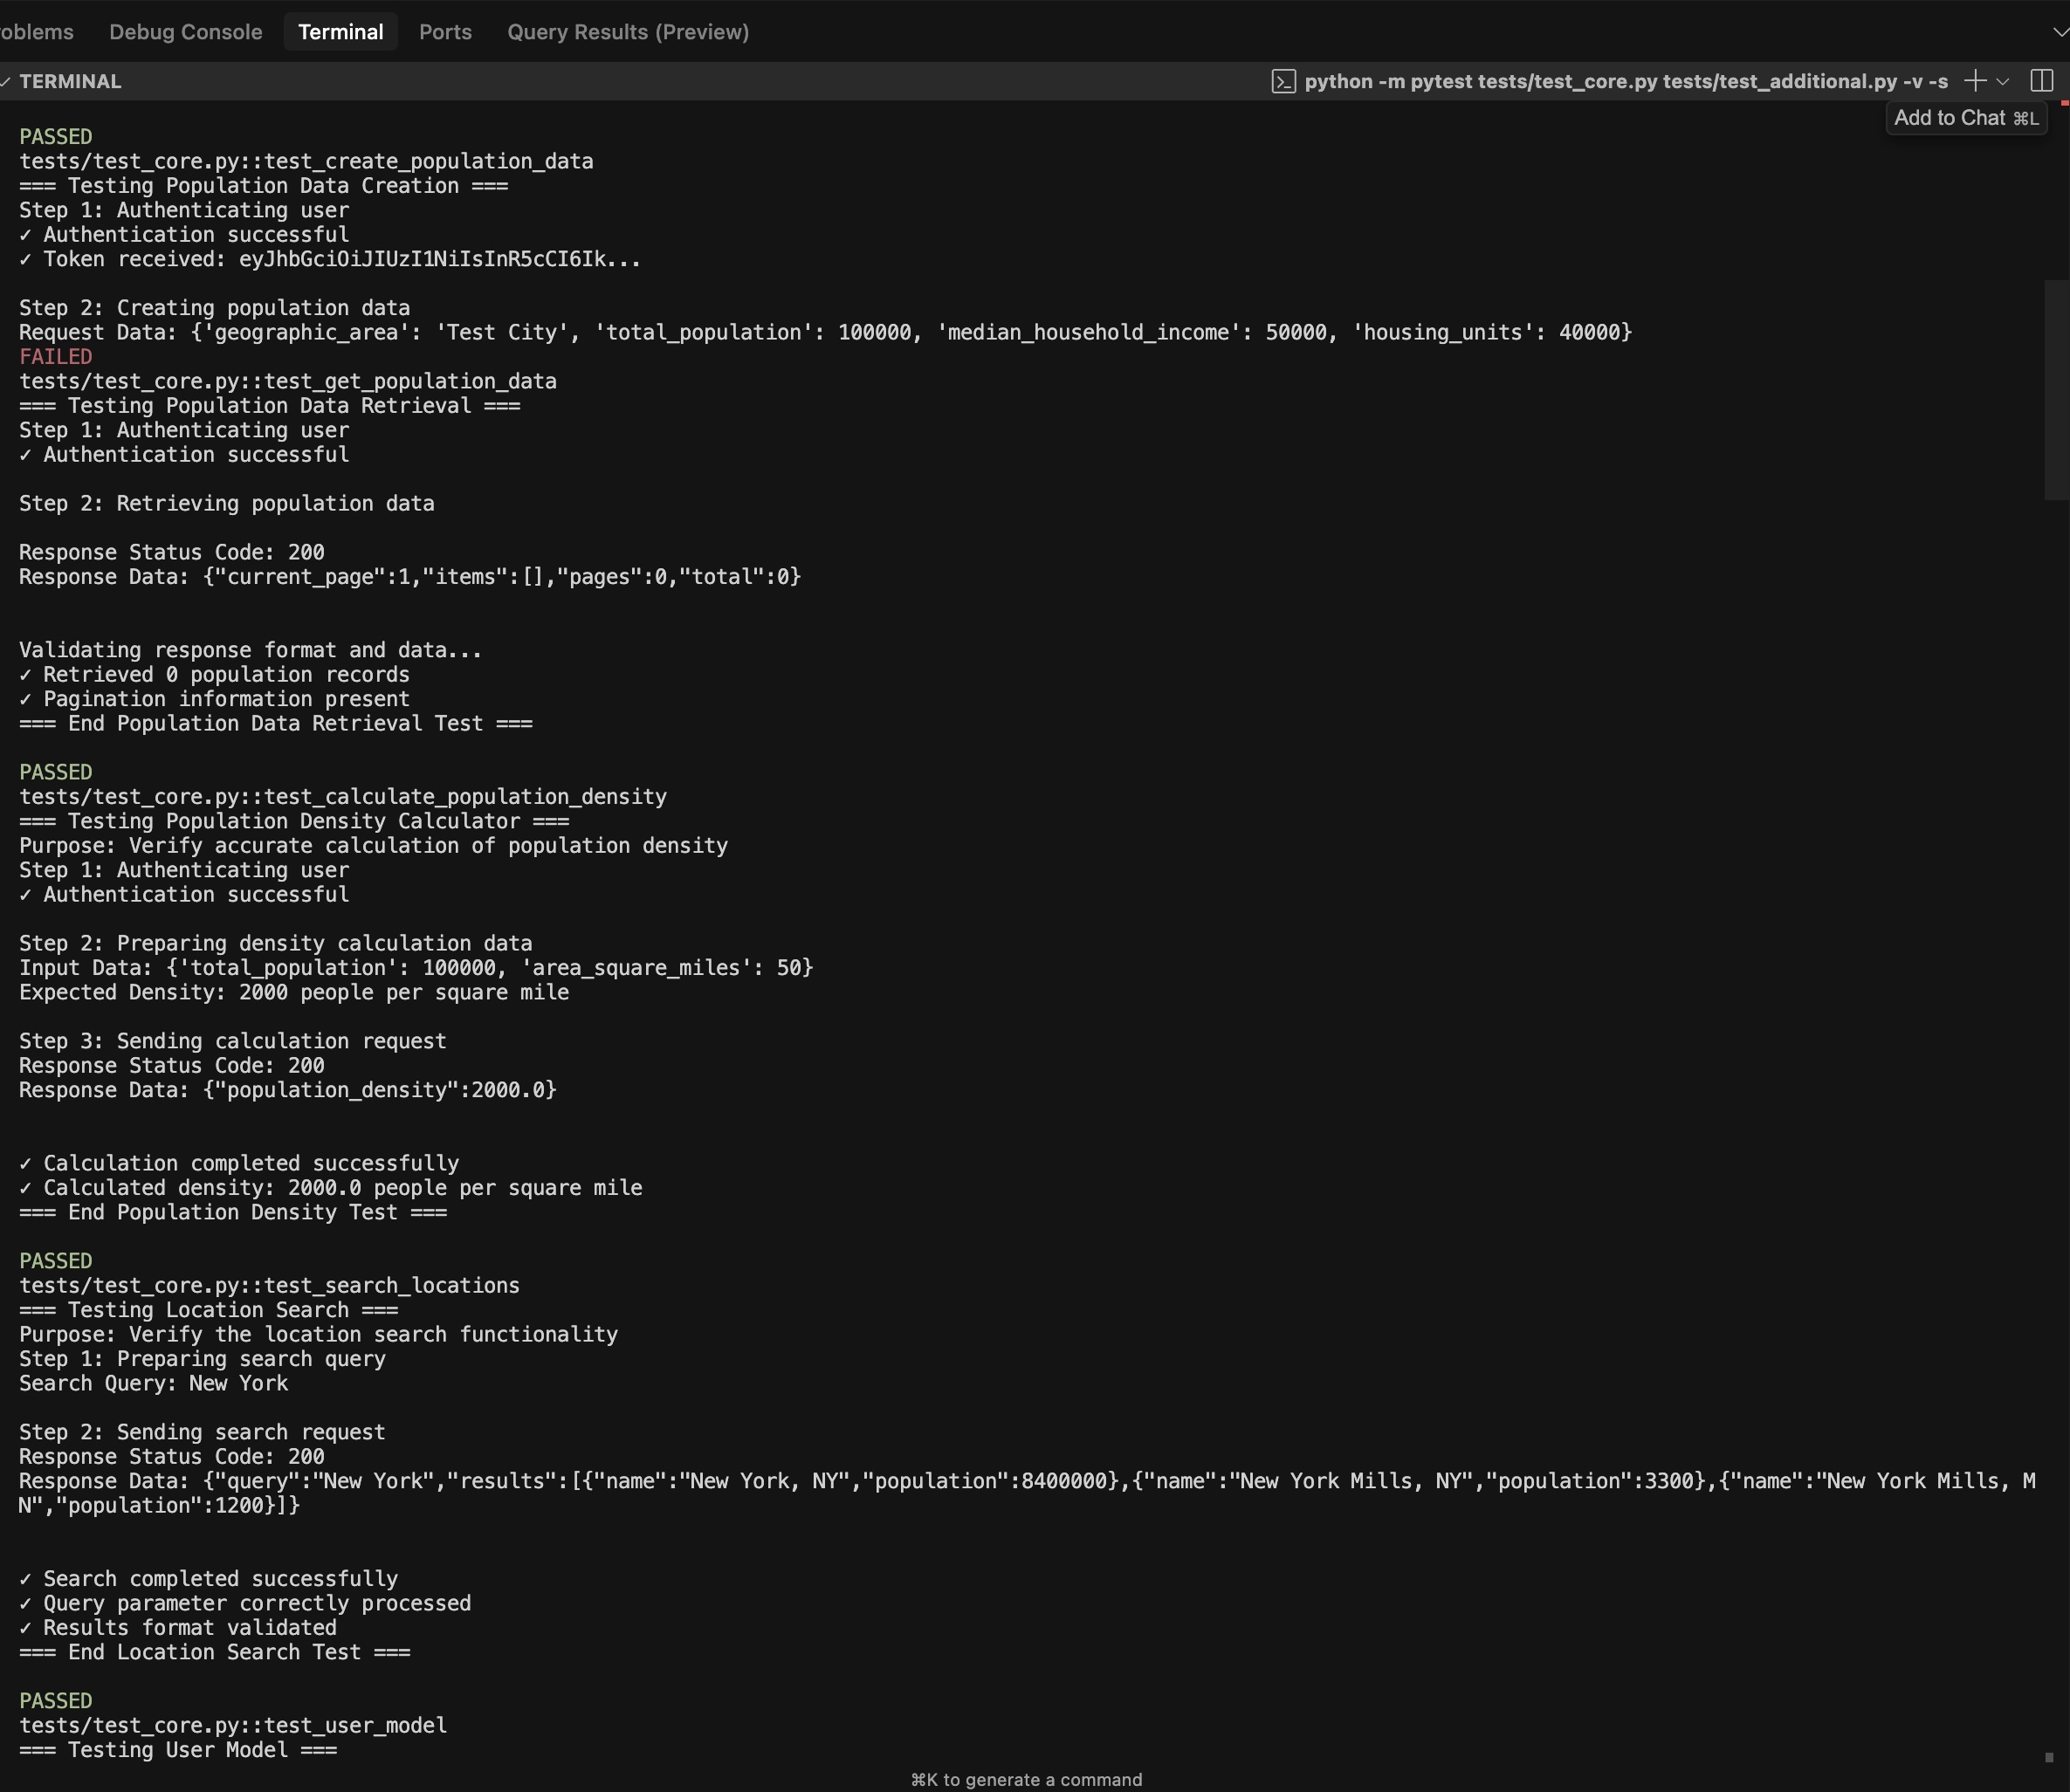 oblems Debug Console Terminal Ports Query Results (Preview)
TERMINAL python -m pytest tests/test_core.py tests/test_additional.py -v -s
Add to Chat ⌘L
PASSED
tests/test_core.py::test_create_population_data
=== Testing Population Data Creation ===
Step 1: Authenticating user
✓ Authentication successful
✓ Token received: eyJhbGciOiJIUzI1NiIsInR5cCI6Ik...
Step 2: Creating population data
Request Data: {'geographic_area': 'Test City', 'total_population': 100000, 'median_household_income': 50000, 'housing_units': 40000}
FAILED
tests/test_core.py::test_get_population_data
=== Testing Population Data Retrieval ===
Step 1: Authenticating user
✓ Authentication successful
Step 2: Retrieving population data
Response Status Code: 200
Response Data: {"current_page":1,"items":[],"pages":0,"total":0}
Validating response format and data...
✓ Retrieved 0 population records
✓ Pagination information present
=== End Population Data Retrieval Test ===
PASSED
tests/test_core.py::test_calculate_population_density
=== Testing Population Density Calculator ===
Purpose: Verify accurate calculation of population density
Step 1: Authenticating user
✓ Authentication successful
Step 2: Preparing density calculation data
Input Data: {'total_population': 100000, 'area_square_miles': 50}
Expected Density: 2000 people per square mile
Step 3: Sending calculation request
Response Status Code: 200
Response Data: {"population_density":2000.0}
✓ Calculation completed successfully
✓ Calculated density: 2000.0 people per square mile
=== End Population Density Test ===
PASSED
tests/test_core.py::test_search_locations
=== Testing Location Search ===
Purpose: Verify the location search functionality
Step 1: Preparing search query
Search Query: New York
Step 2: Sending search request
Response Status Code: 200
Response Data: {"query":"New York","results":[{"name":"New York, NY","population":8400000},{"name":"New York Mills, NY","population":3300},{"name":"New York Mills, M
N","population":1200}]}
✓ Search completed successfully
✓ Query parameter correctly processed
✓ Results format validated
=== End Location Search Test ===
PASSED
tests/test_core.py::test_user_model
=== Testing User Model ===
⌘K to generate a command